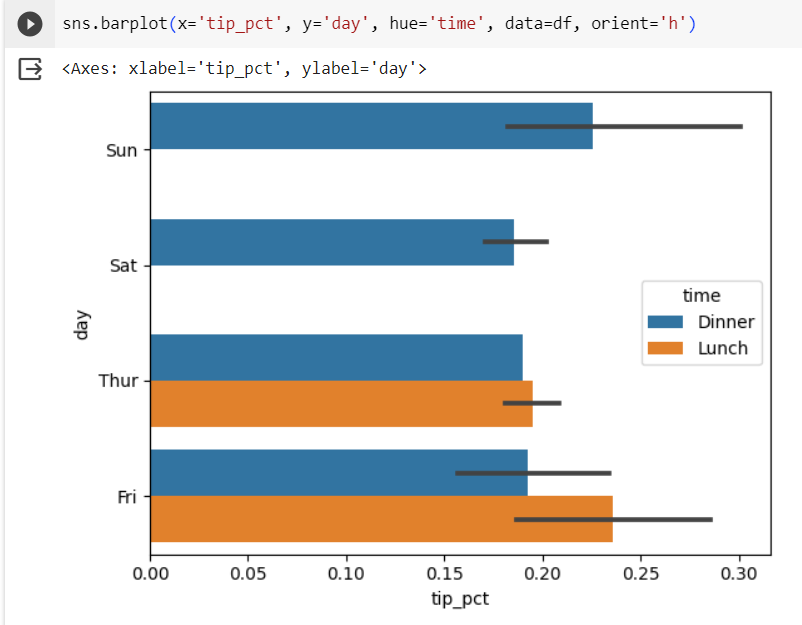 sns.barplot(x='tip_pct', y='day', hue='time', data=df, orient='h')
<Axes: xlabel='tip_pct', ylabel='day'>
Sun
Sat
Thur
Fri
day
time
Dinner
Lunch
0.00 0.05 0.10 0.15 0.20 0.25 0.30
tip_pct